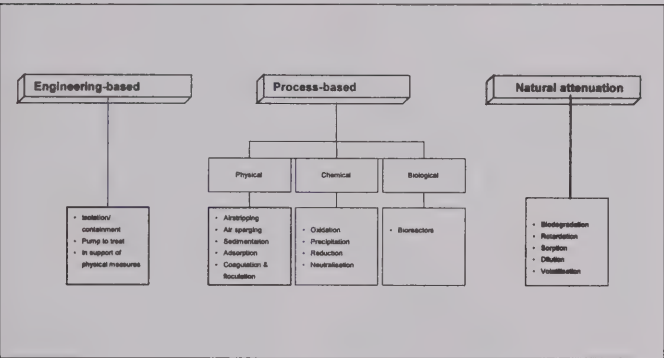 Engineering-based
Process-based
Natural attenuation
Physical
Chemical
Biological
• Isolation/
containment
• Pump to treat
• In support of
physical measures
• Airstripping
• Air sparging
• Sedimentation
• Adsorption
• Coagulation &
flocculation
• Oxidation
• Precipitation
• Reduction
• Neutralisation
• Bioreactors
• Biodegradation
• Retardation
• Sorption
• Dilution
• Volatilisation